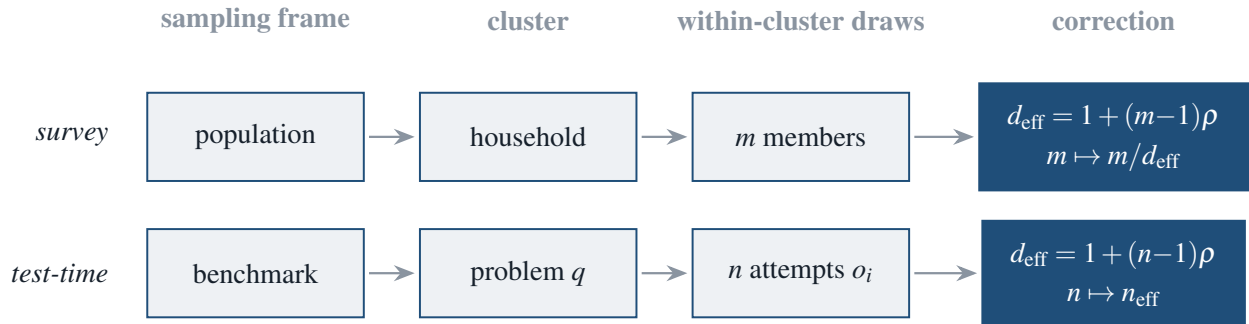 sampling frame cluster within-cluster draws correction
survey population household m members d_eff = 1 + (m−1)ρ
m ↦ m/d_eff
test-time benchmark problem q n attempts o_i d_eff = 1 + (n−1)ρ
n ↦ n_eff